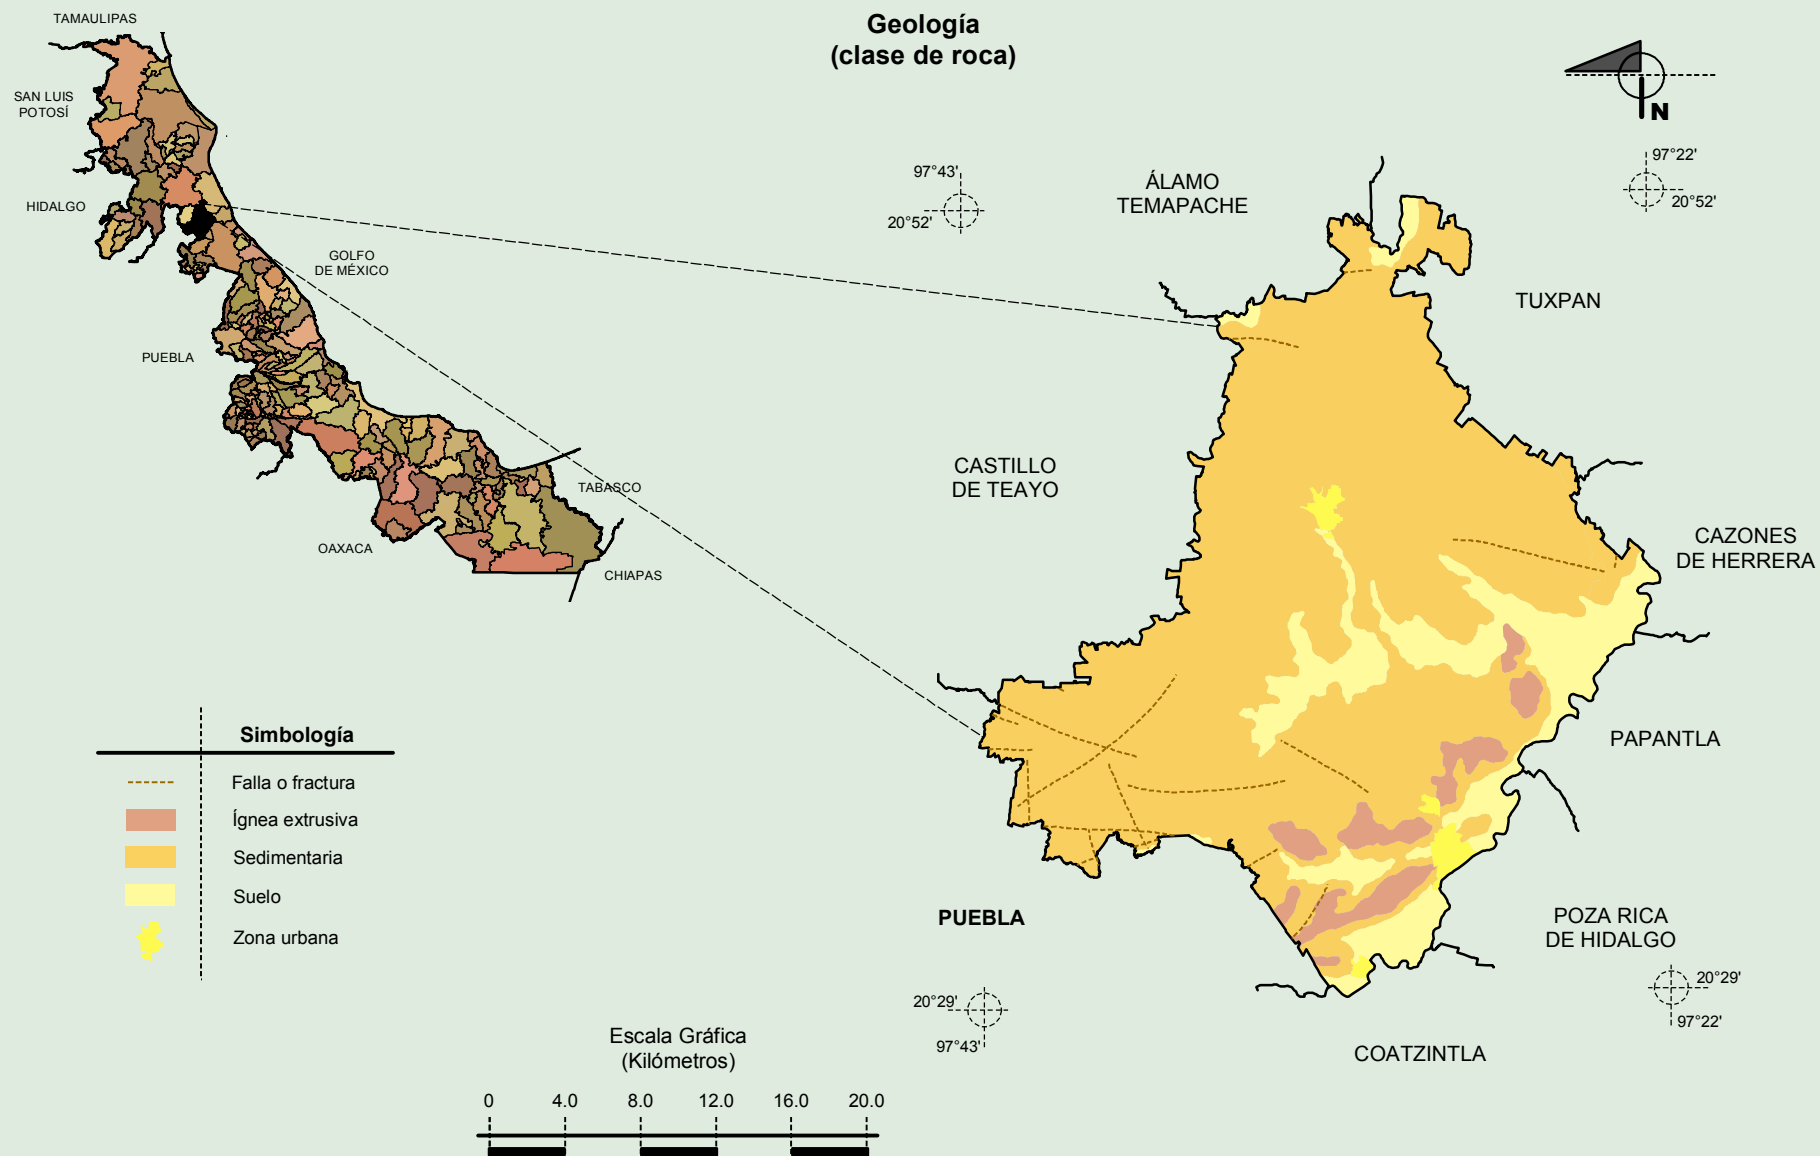 Geología
(clase de roca)
TAMAULIPAS
SAN LUIS
POTOSÍ
HIDALGO
GOLFO
DE MÉXICO
PUEBLA
TABASCO
OAXACA
CHIAPAS
N
97°43'
20°52'
97°22'
20°52'
ÁLAMO
TEMAPACHE
TUXPAN
CASTILLO
DE TEAYO
CAZONES
DE HERRERA
PAPANTLA
PUEBLA
POZA RICA
DE HIDALGO
COATZINTLA
20°29'
97°43'
20°29'
97°22'
Simbología
Falla o fractura
Ígnea extrusiva
Sedimentaria
Suelo
Zona urbana
Escala Gráfica
(Kilómetros)
0 4.0 8.0 12.0 16.0 20.0